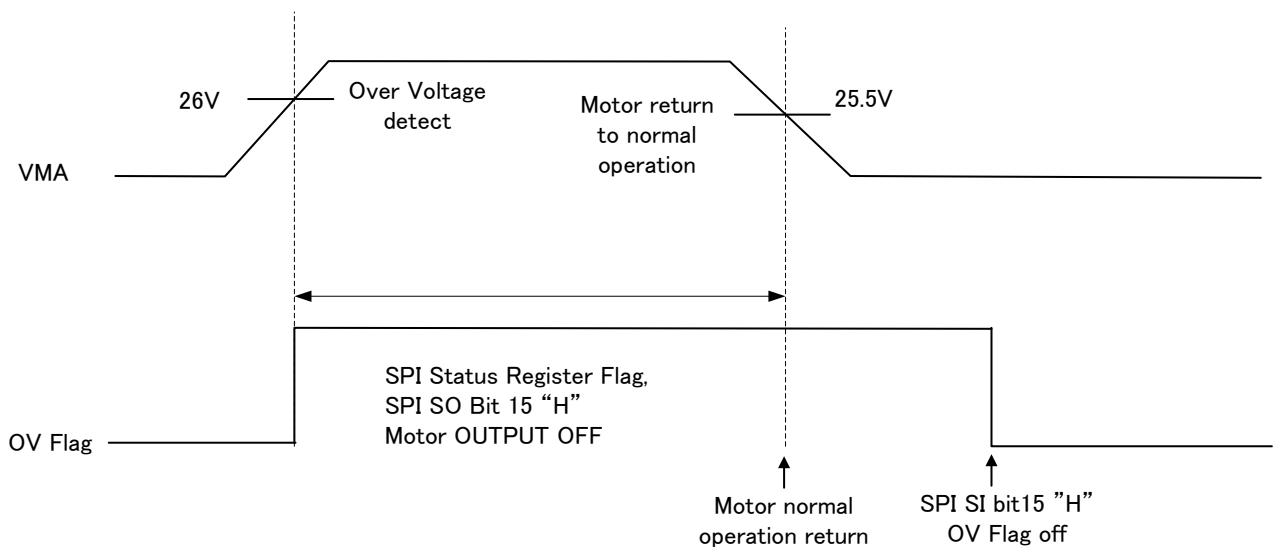 26V
Over Voltage
detect
Motor return
to normal
operation
25.5V
VMA
SPI Status Register Flag,
SPI SO Bit 15 “H”
Motor OUTPUT OFF
OV Flag
Motor normal
operation return
SPI SI bit15 ”H”
OV Flag off